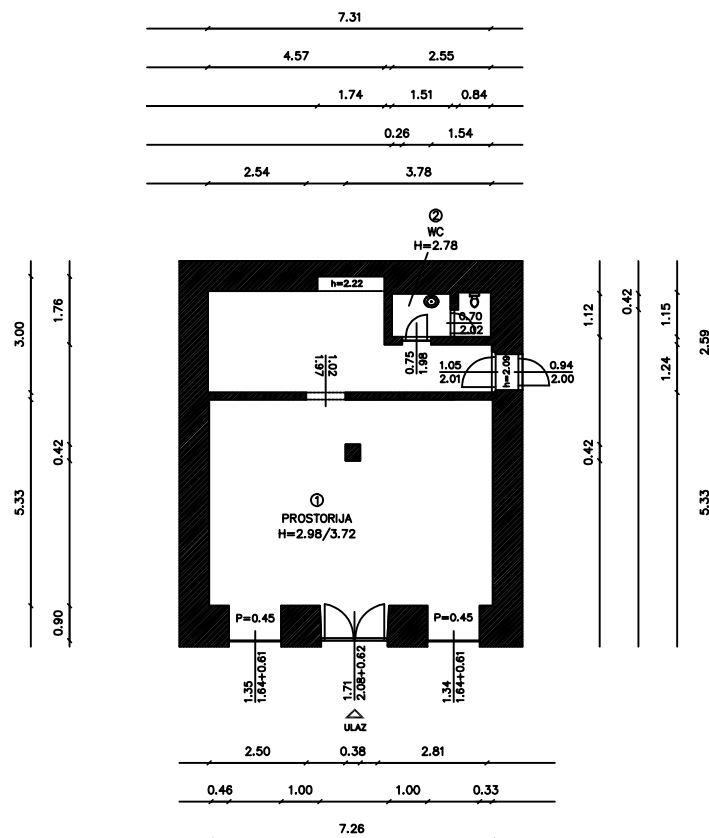 7.31
4.57 2.55
1.74 1.51 0.84
0.26 1.54
2.54 3.78
②
WC
H=2.78
h=2.22
0.70
2.02
0.75
1.98
1.02
1.97
1.05
2.01
h=2.09
0.94
2.00
3.00
1.76
5.33
0.42
0.90
1.12
0.42
1.15
2.59
1.24
0.42
5.33
①
PROSTORIJA
H=2.98/3.72
P=0.45
P=0.45
1.35
1.64+0.61
1.71
2.08+0.62
1.34
1.64+0.61
ULAZ
2.50 0.38 2.81
0.46 1.00 1.00 0.33
7.26